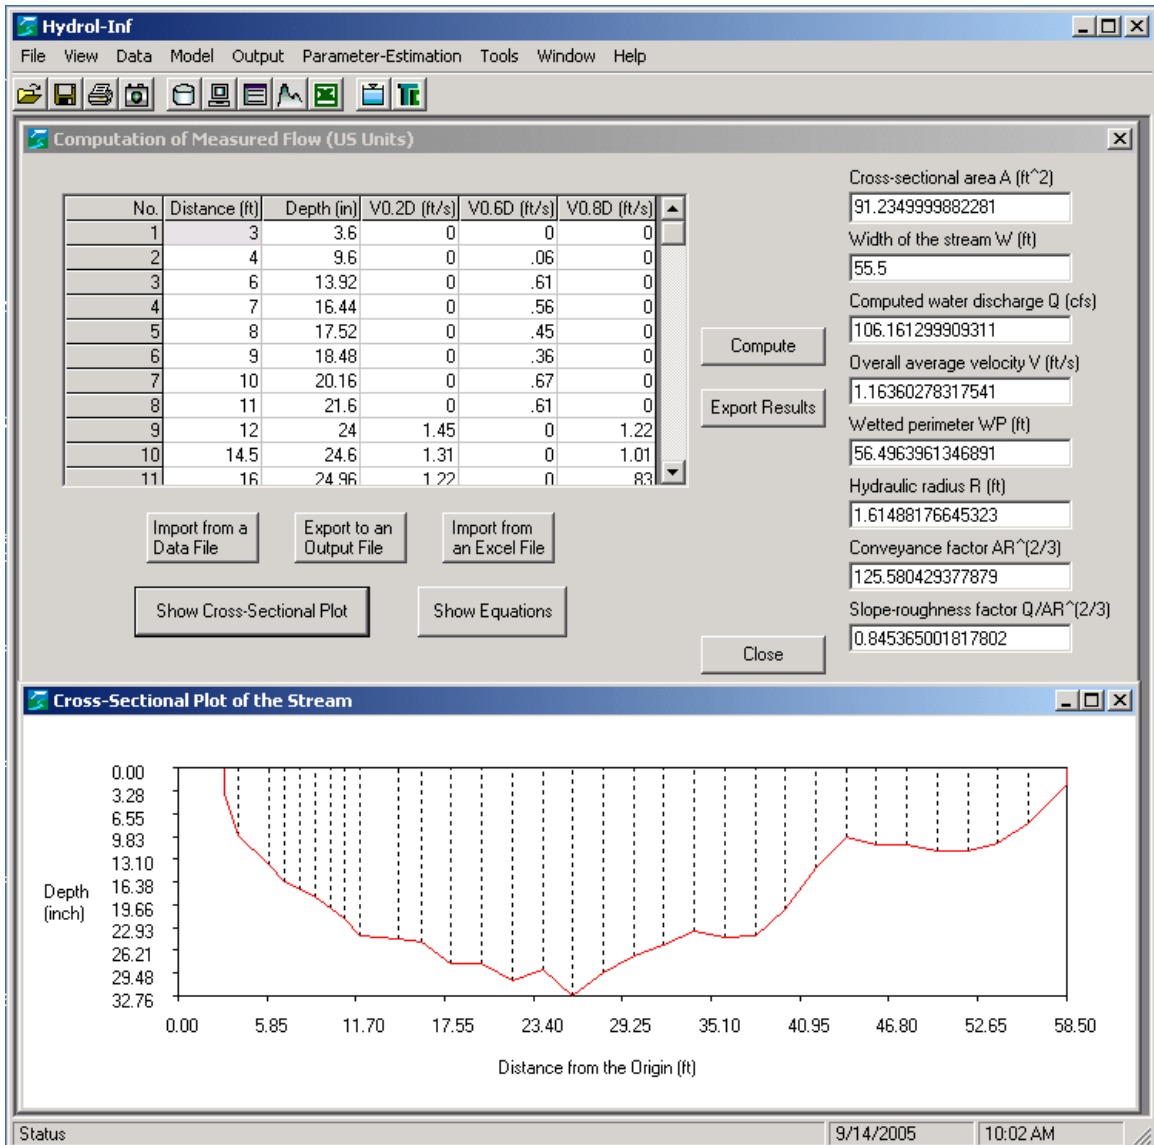 Hydrol-Inf
File View Data Model Output Parameter-Estimation Tools Window Help
Computation of Measured Flow (US Units)
No. Distance (ft) Depth (in) V0.2D (ft/s) V0.6D (ft/s) V0.8D (ft/s)
1 3 3.6 0 0 0
2 4 9.6 0 .06 0
3 6 13.92 0 .61 0
4 7 16.44 0 .56 0
5 8 17.52 0 .45 0
6 9 18.48 0 .36 0
7 10 20.16 0 .67 0
8 11 21.6 0 .61 0
9 12 24 1.45 0 1.22
10 14.5 24.6 1.31 0 1.01
11 16 24.96 1.22 0 83
Import from a
Data File
Export to an
Output File
Import from
an Excel File
Show Cross-Sectional Plot
Show Equations
Compute
Export Results
Close
Cross-sectional area A (ft^2)
91.2349999882281
Width of the stream W (ft)
55.5
Computed water discharge Q (cfs)
106.161299909311
Overall average velocity V (ft/s)
1.16360278317541
Wetted perimeter WP (ft)
56.4963961346891
Hydraulic radius R (ft)
1.61488176645323
Conveyance factor AR^(2/3)
125.580429377879
Slope-roughness factor Q/AR^(2/3)
0.845365001817802
Cross-Sectional Plot of the Stream
0.00
3.28
6.55
9.83
13.10
16.38
19.66
22.93
26.21
29.48
32.76
Depth
(inch)
0.00 5.85 11.70 17.55 23.40 29.25 35.10 40.95 46.80 52.65 58.50
Distance from the Origin (ft)
Status 9/14/2005 10:02 AM